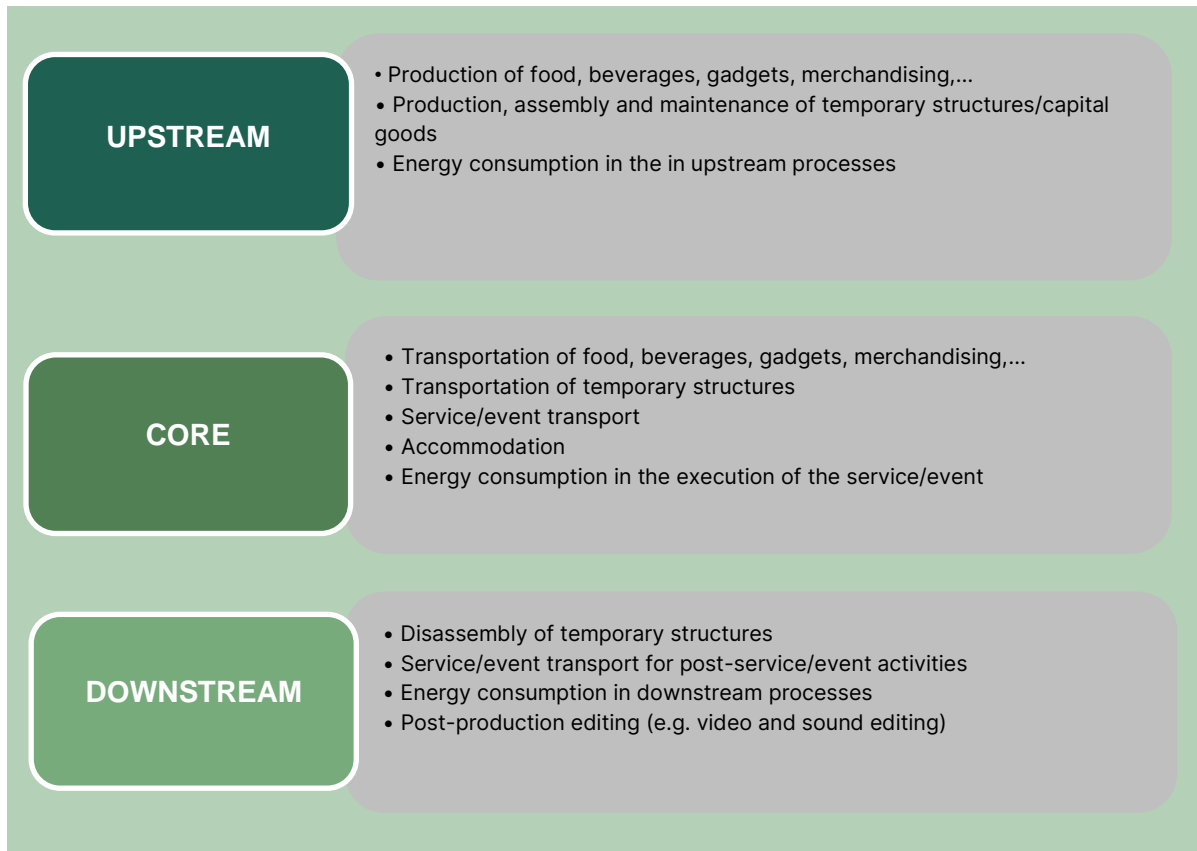 UPSTREAM
• Production of food, beverages, gadgets, merchandising,...
• Production, assembly and maintenance of temporary structures/capital
goods
• Energy consumption in the in upstream processes
CORE
• Transportation of food, beverages, gadgets, merchandising,...
• Transportation of temporary structures
• Service/event transport
• Accommodation
• Energy consumption in the execution of the service/event
DOWNSTREAM
• Disassembly of temporary structures
• Service/event transport for post-service/event activities
• Energy consumption in downstream processes
• Post-production editing (e.g. video and sound editing)